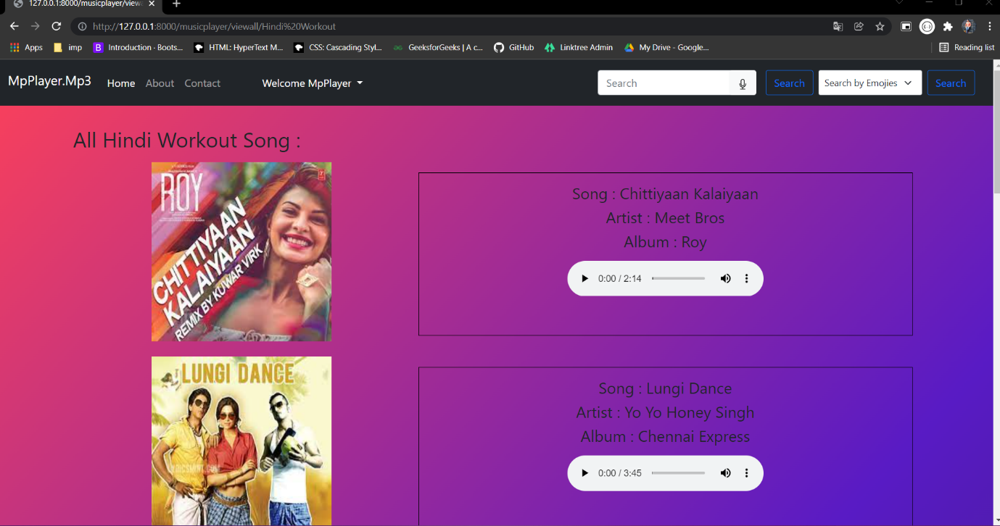 127.0.0.1:8000/musicplayer/viewa
http://127.0.0.1:8000/musicplayer/viewall/Hindi%20Workout
Apps imp B Introduction · Boots... HTML: HyperText M... CSS: Cascading Styl... GeeksforGeeks | A c... GitHub Linktree Admin My Drive - Google... Reading list
MpPlayer.Mp3 Home About Contact Welcome MpPlayer Search Search Search by Emojies Search
All Hindi Workout Song :
ROY
CHITTIYAAN
KALAIYAAN
REMIX BY KUWAR VIRK
Song : Chittiyaan Kalaiyaan
Artist : Meet Bros
Album : Roy
0:00 / 2:14
LUNGI DANCE
LYRICSMINT.COM
Song : Lungi Dance
Artist : Yo Yo Honey Singh
Album : Chennai Express
0:00 / 3:45